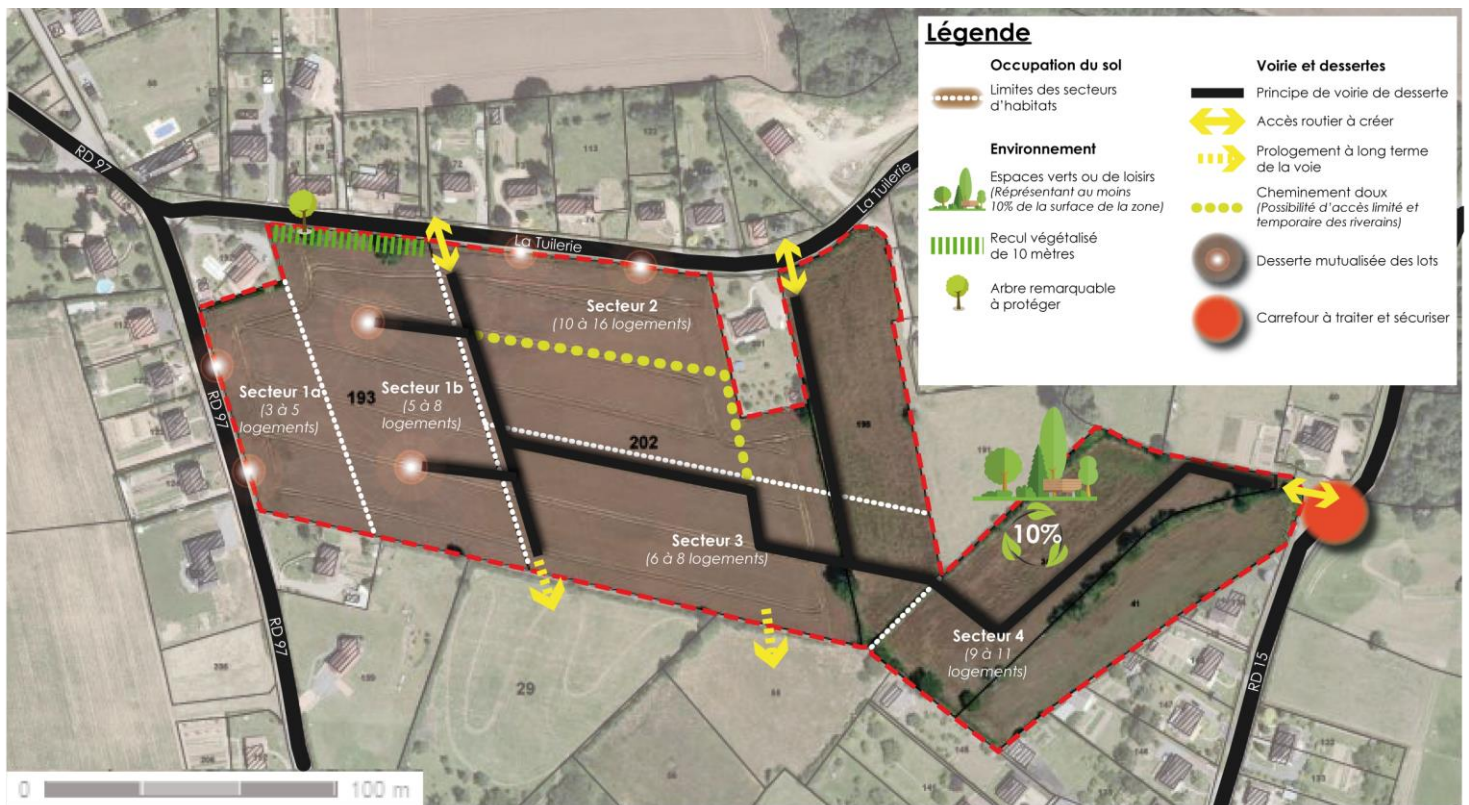 Légende
Occupation du sol
Limites des secteurs
d'habitats
Environnement
Espaces verts ou de loisirs
(Réprésentant au moins
10% de la surface de la zone)
Recul végétalisé
de 10 mètres
Arbre remarquable
à protéger
Voirie et dessertes
Principe de voirie de desserte
Accès routier à créer
Prologement à long terme
de la voie
Cheminement doux
(Possibilité d'accès limité et
temporaire des riverains)
Desserte mutualisée des lots
Carrefour à traiter et sécuriser
RD 97
La Tuilerie
La Tuilerie
Secteur 2
(10 à 16 logements)
Secteur 1a
(3 à 5
logements)
193
Secteur 1b
(5 à 8
logements)
RD 97
202
191
10%
Secteur 3
(6 à 8 logements)
Secteur 4
(9 à 11
logements)
41
RD 15
RD 97
29
0 100 m